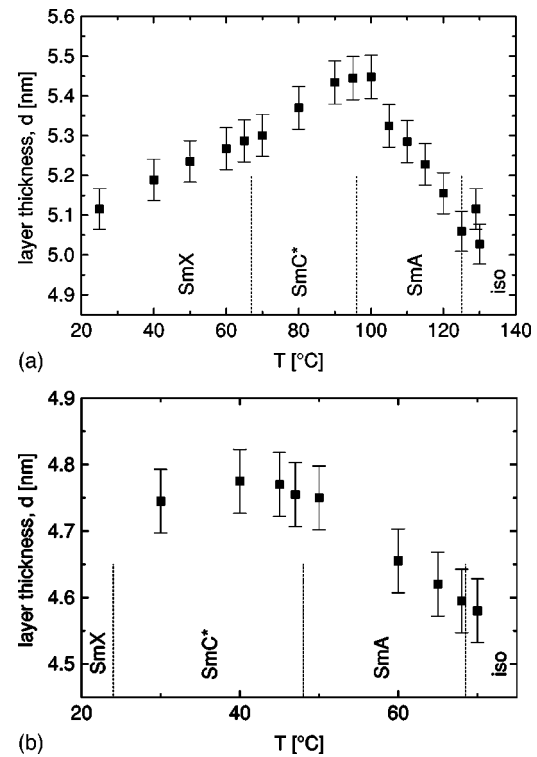 5.6
5.5
5.4
5.3
5.2
5.1
5.0
4.9
layer thickness, d [nm]
SmX
SmC*
SmA
iso
20 40 60 80 100 120 140
T [°C]
(a)
4.9
4.8
4.7
4.6
4.5
layer thickness, d [nm]
SmX
SmC*
SmA
iso
20 40 60
T [°C]
(b)